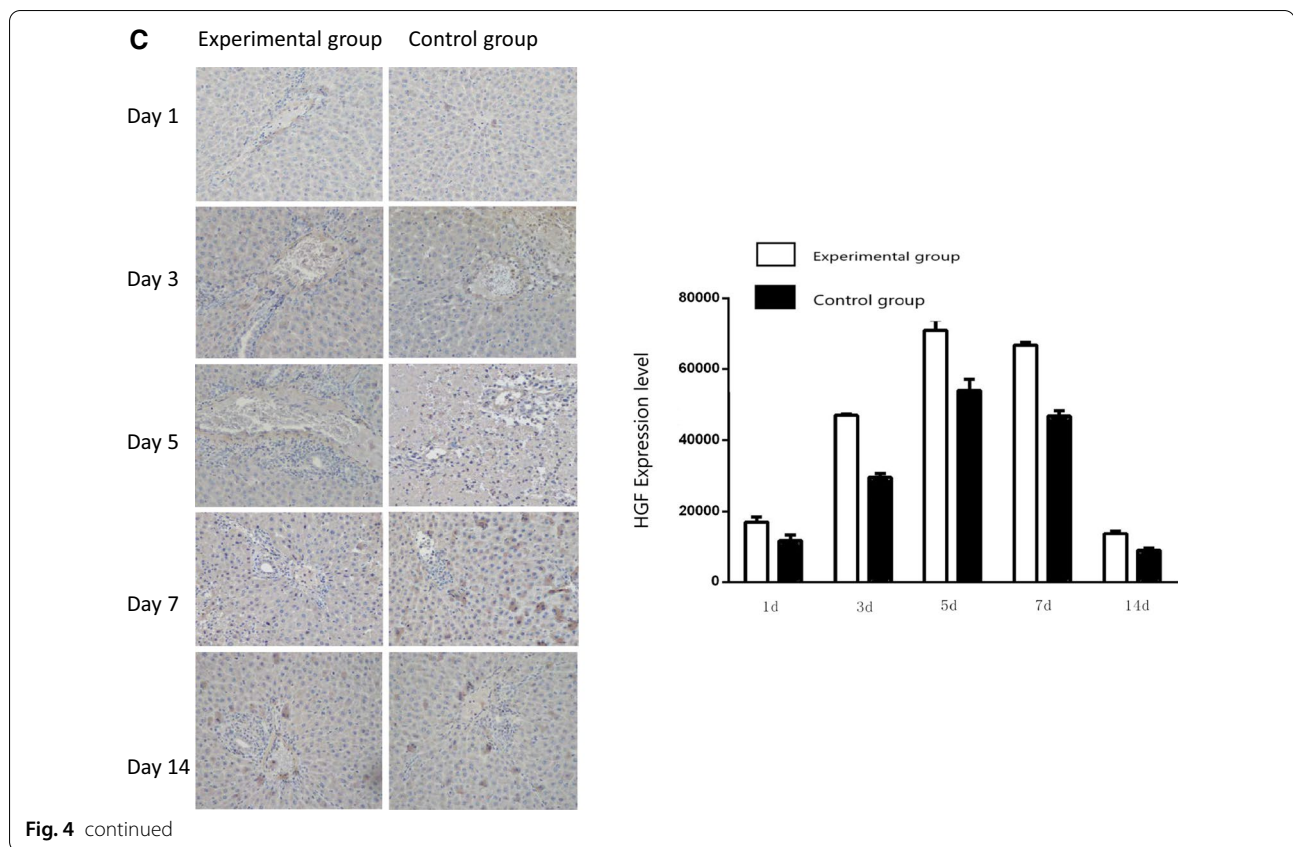 C Experimental group Control group
Day 1
Day 3
Day 5
Day 7
Day 14
Experimental group
Control group
HGF Expression level
80000
60000
40000
20000
0
1d 3d 5d 7d 14d
Fig. 4 continued